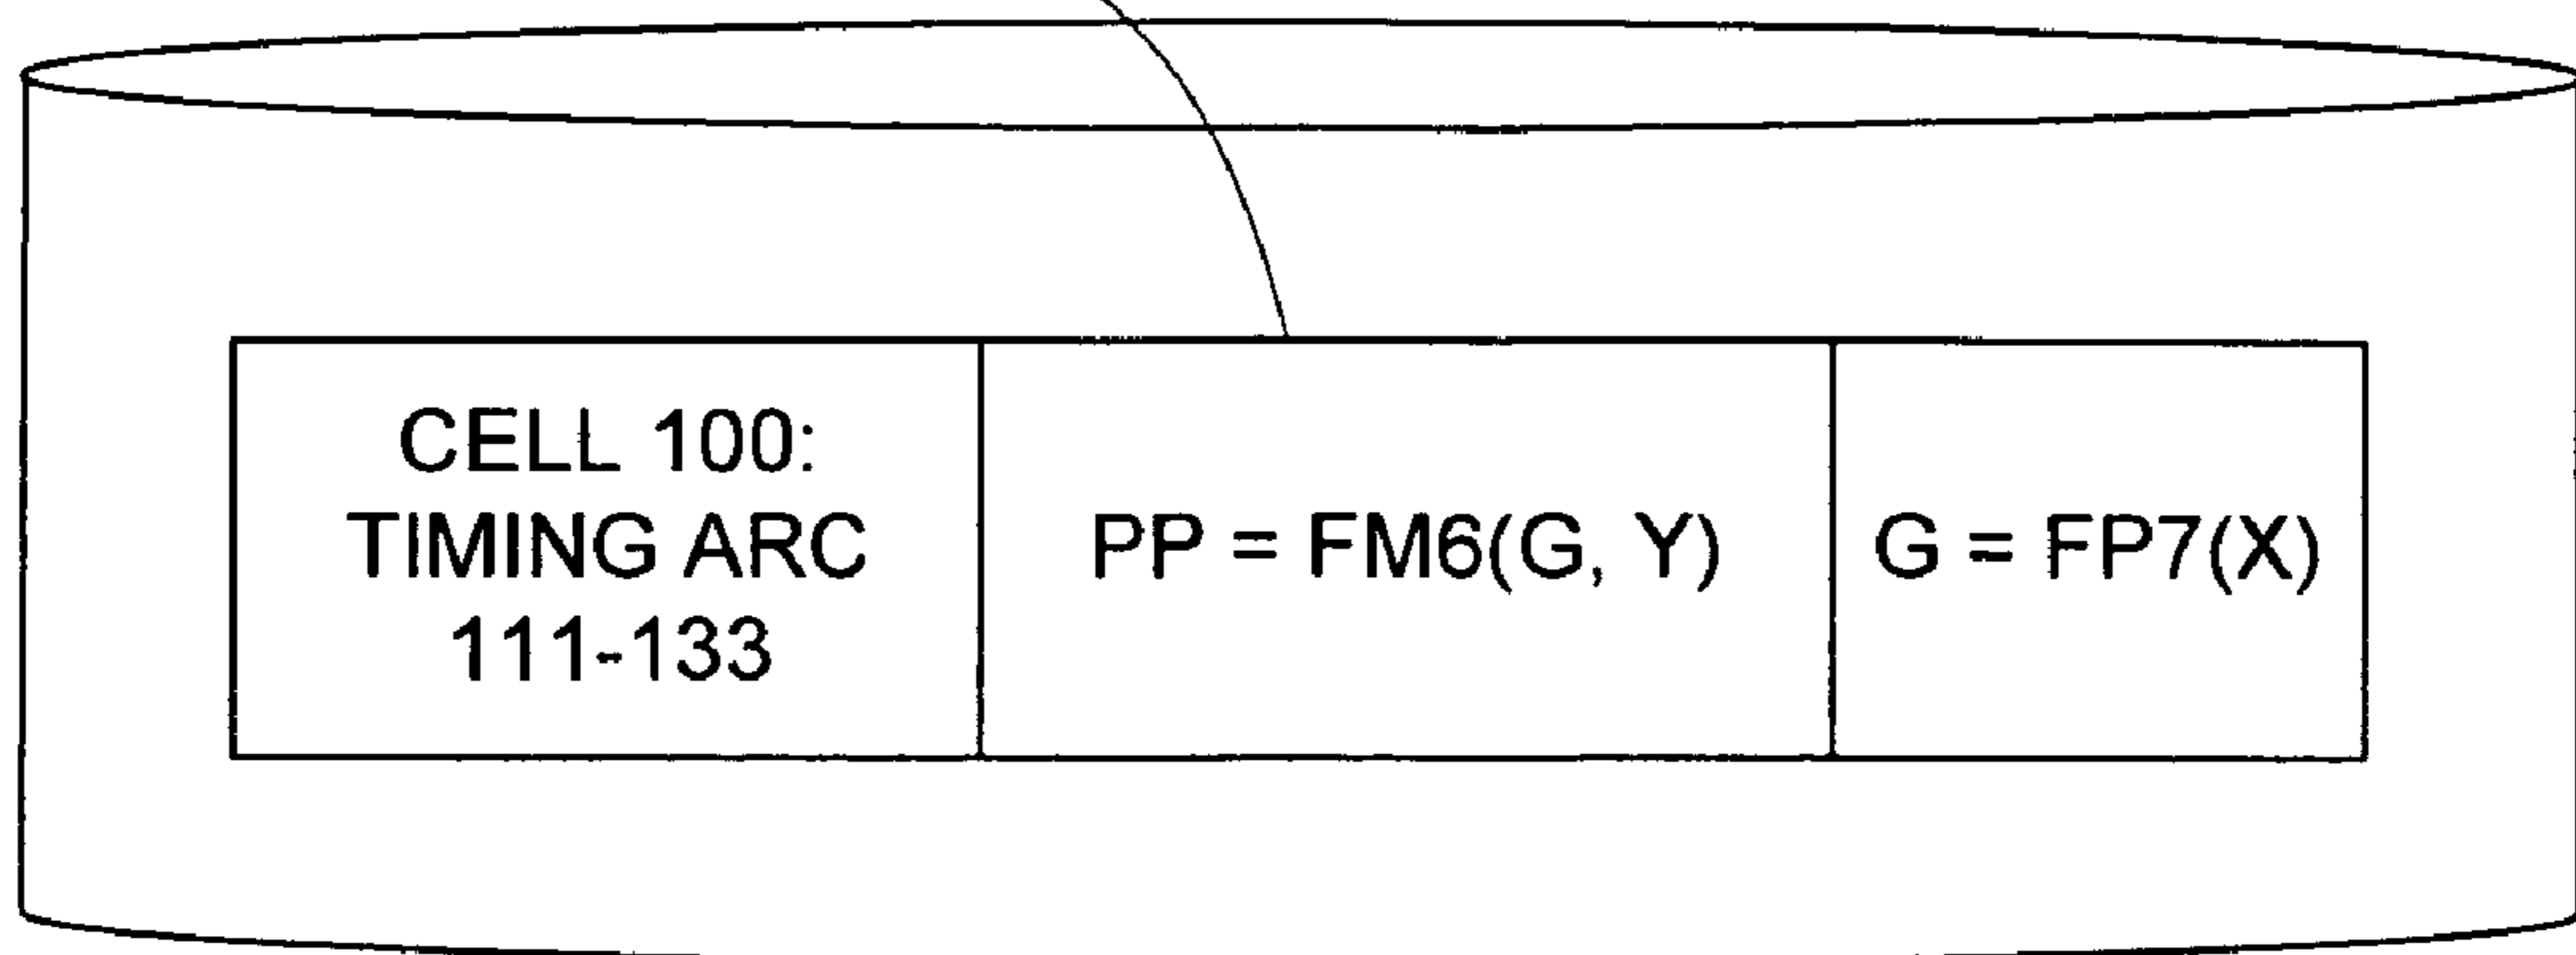 CELL 100:
TIMING ARC
111-133
PP = FM6(G, Y)
G = FP7(X)